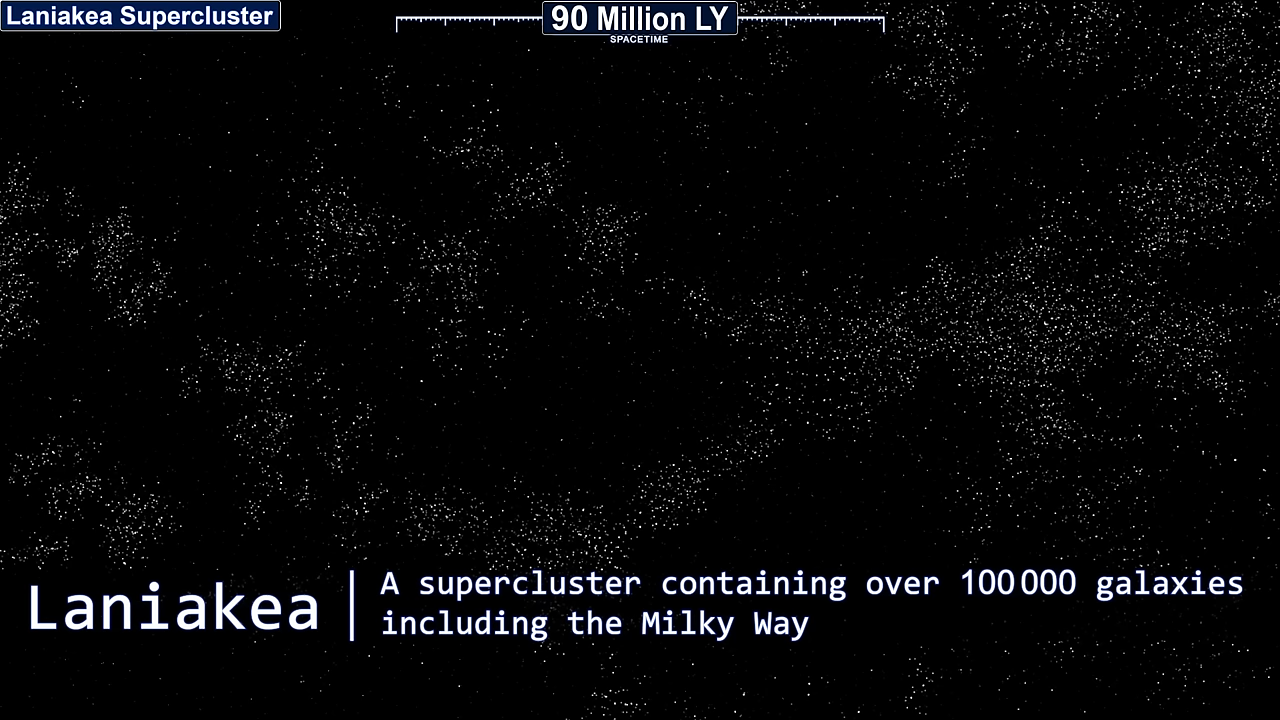 Laniakea Supercluster
90 Million LY
SPACETIME
Laniakea
A supercluster containing over 100 000 galaxies
including the Milky Way